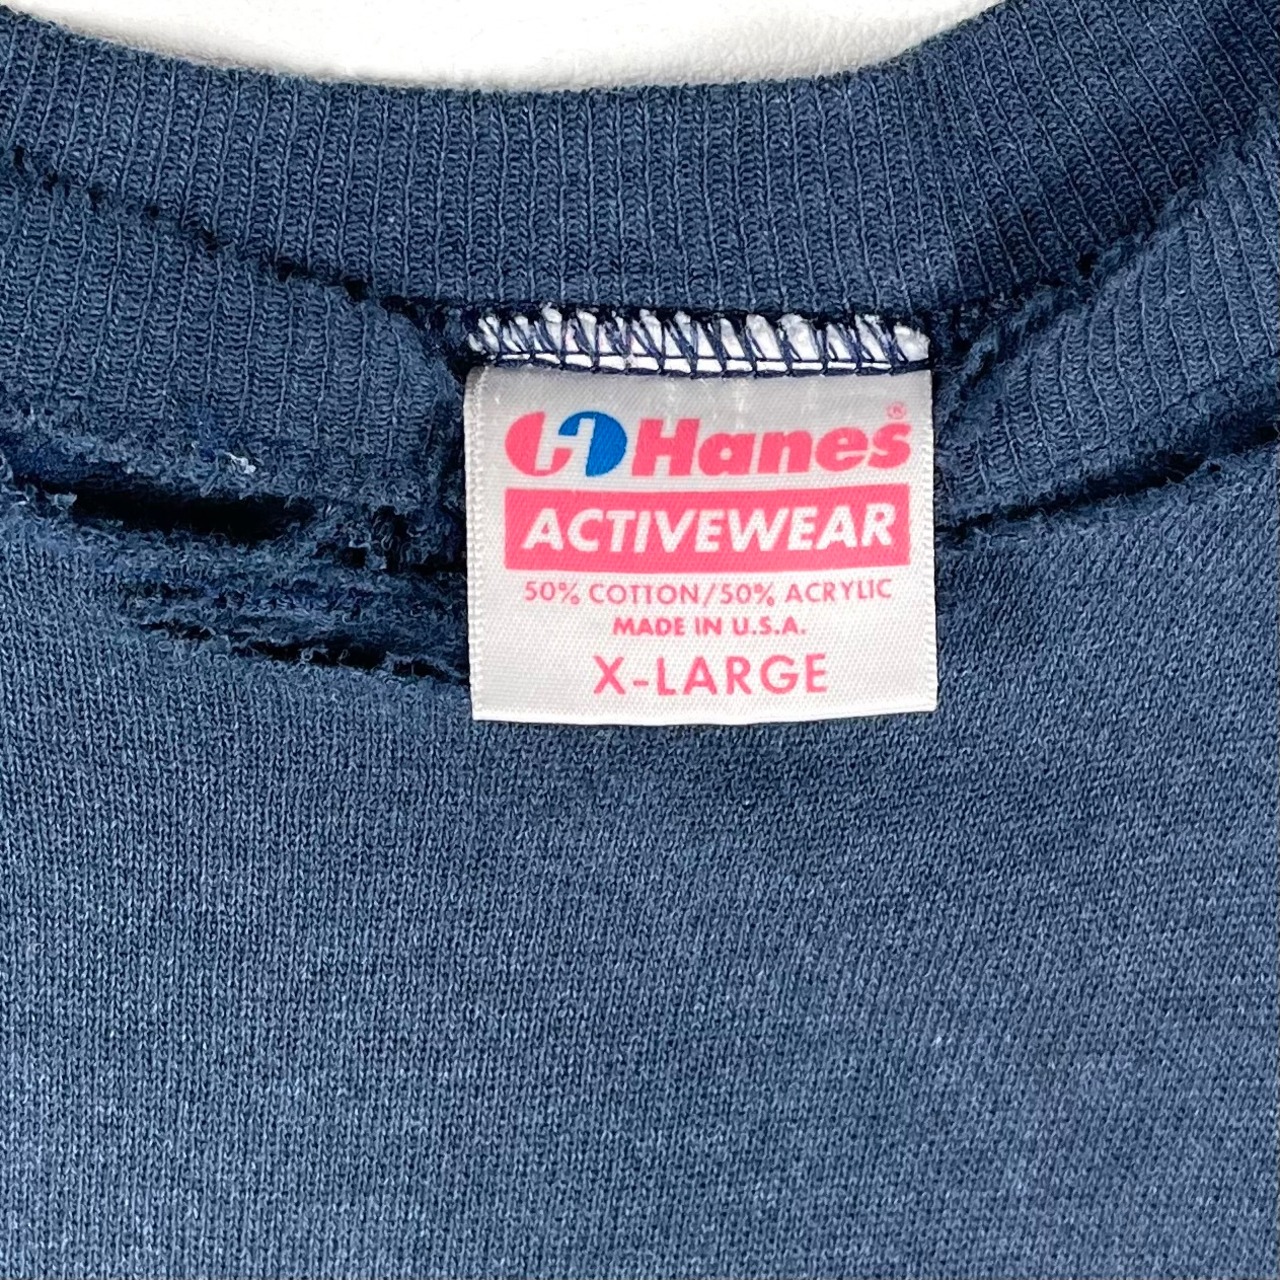 Hanes®
ACTIVEWEAR
50% COTTON/50% ACRYLIC
MADE IN U.S.A.
X-LARGE